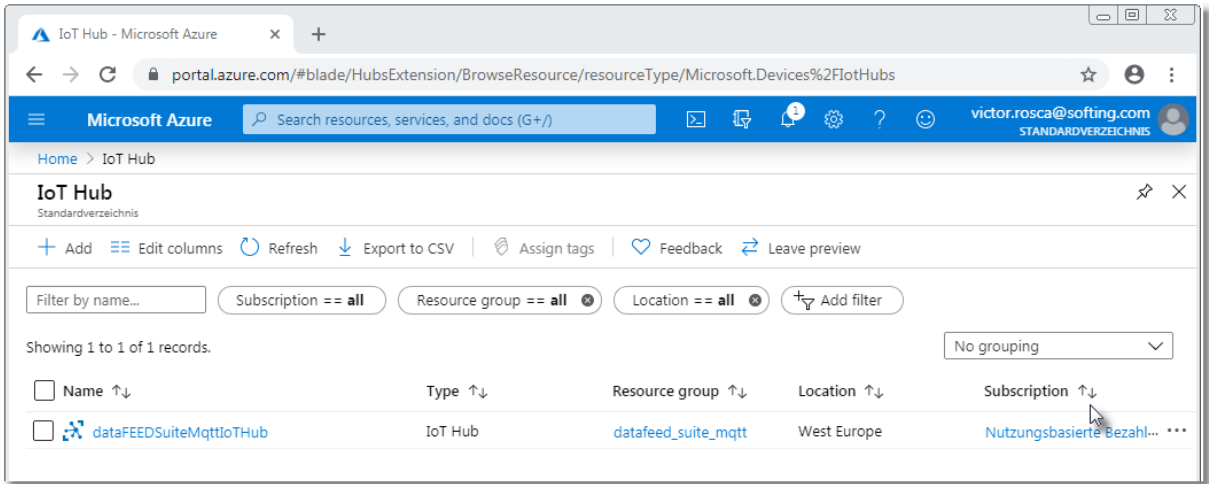 IoT Hub - Microsoft Azure
portal.azure.com/#blade/HubsExtension/BrowseResource/resourceType/Microsoft.Devices%2FIotHubs
Microsoft Azure Search resources, services, and docs (G+/) 1 victor.rosca@softing.com
STANDARDVERZEICHNIS
Home > IoT Hub
IoT Hub
Standardverzeichnis
Add Edit columns Refresh Export to CSV Assign tags Feedback Leave preview
Filter by name... Subscription == all Resource group == all Location == all Add filter
Showing 1 to 1 of 1 records. No grouping
Name ↑↓ Type ↑↓ Resource group ↑↓ Location ↑↓ Subscription ↑↓
dataFEEDSuiteMqttIoTHub IoT Hub datafeed_suite_mqtt West Europe Nutzungsbasierte Bezahl... ...